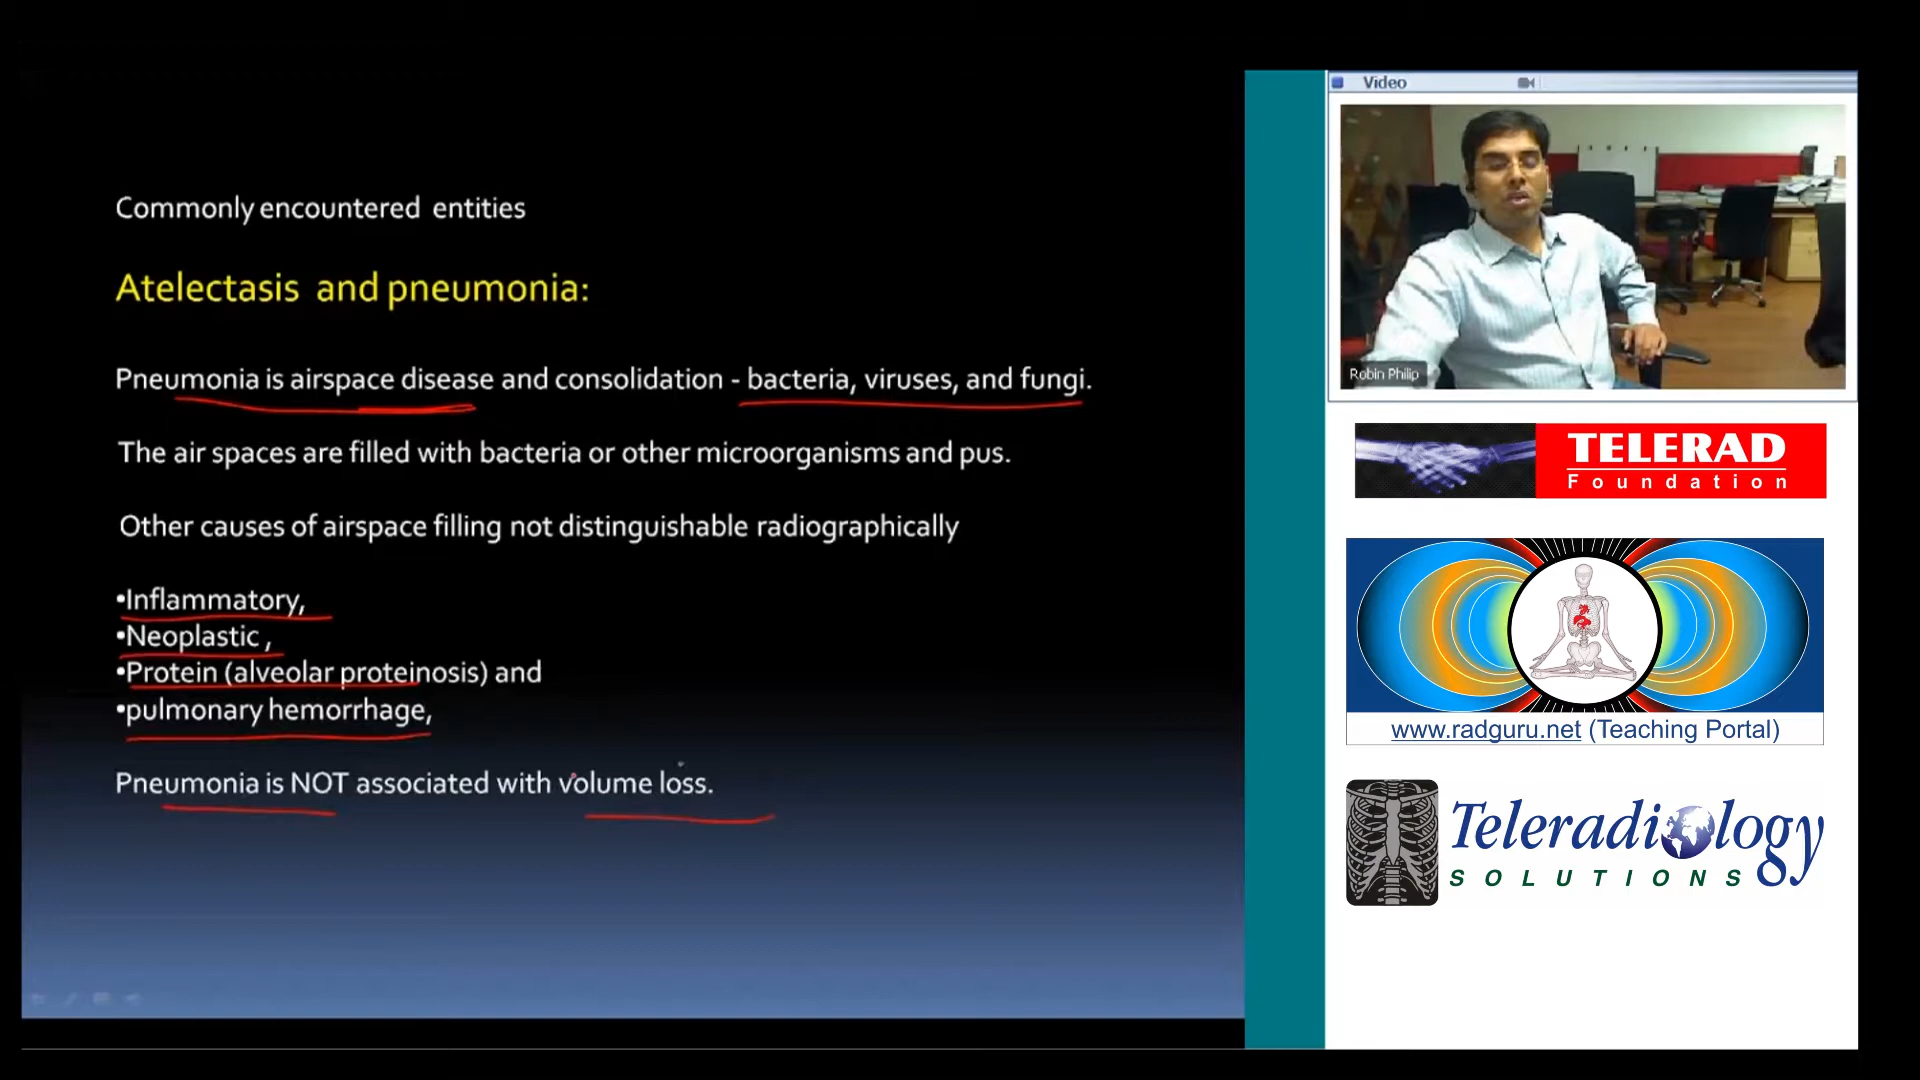 Commonly encountered entities
Atelectasis and pneumonia:
Pneumonia is airspace disease and consolidation - bacteria, viruses, and fungi.
The air spaces are filled with bacteria or other microorganisms and pus.
Other causes of airspace filling not distinguishable radiographically
•Inflammatory,
•Neoplastic ,
•Protein (alveolar proteinosis) and
•pulmonary hemorrhage,
Pneumonia is NOT associated with volume loss.
Video
Robin Philip
TELERAD
Foundation
www.radguru.net (Teaching Portal)
Teleradiology
SOLUTIONS